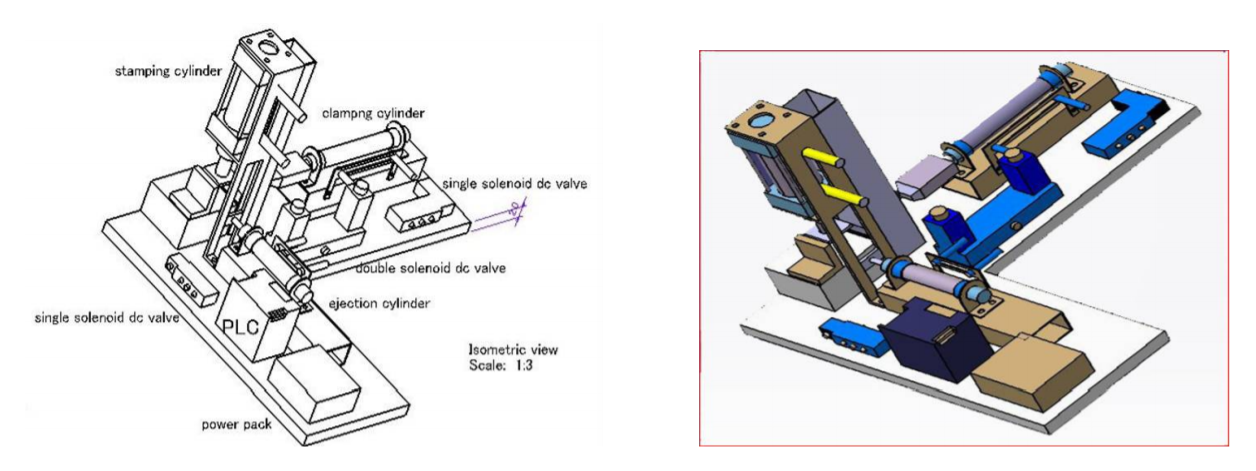 stamping cylinder
clampng cylinder
single solenoid dc valve
double solenoid dc valve
ejection cylinder
single solenoid dc valve
PLC
Isometric view
Scale: 1:3
power pack